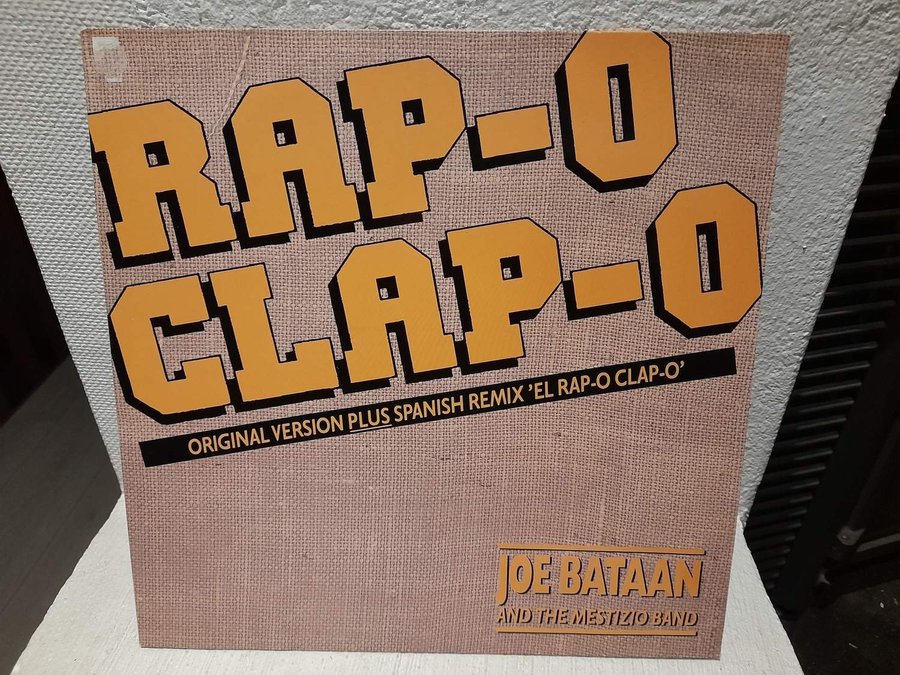 RAP-O
CLAP-O
ORIGINAL VERSION PLUS SPANISH REMIX 'EL RAP-O CLAP-O'
JOE BATAAN
AND THE MESTIZIO BAND